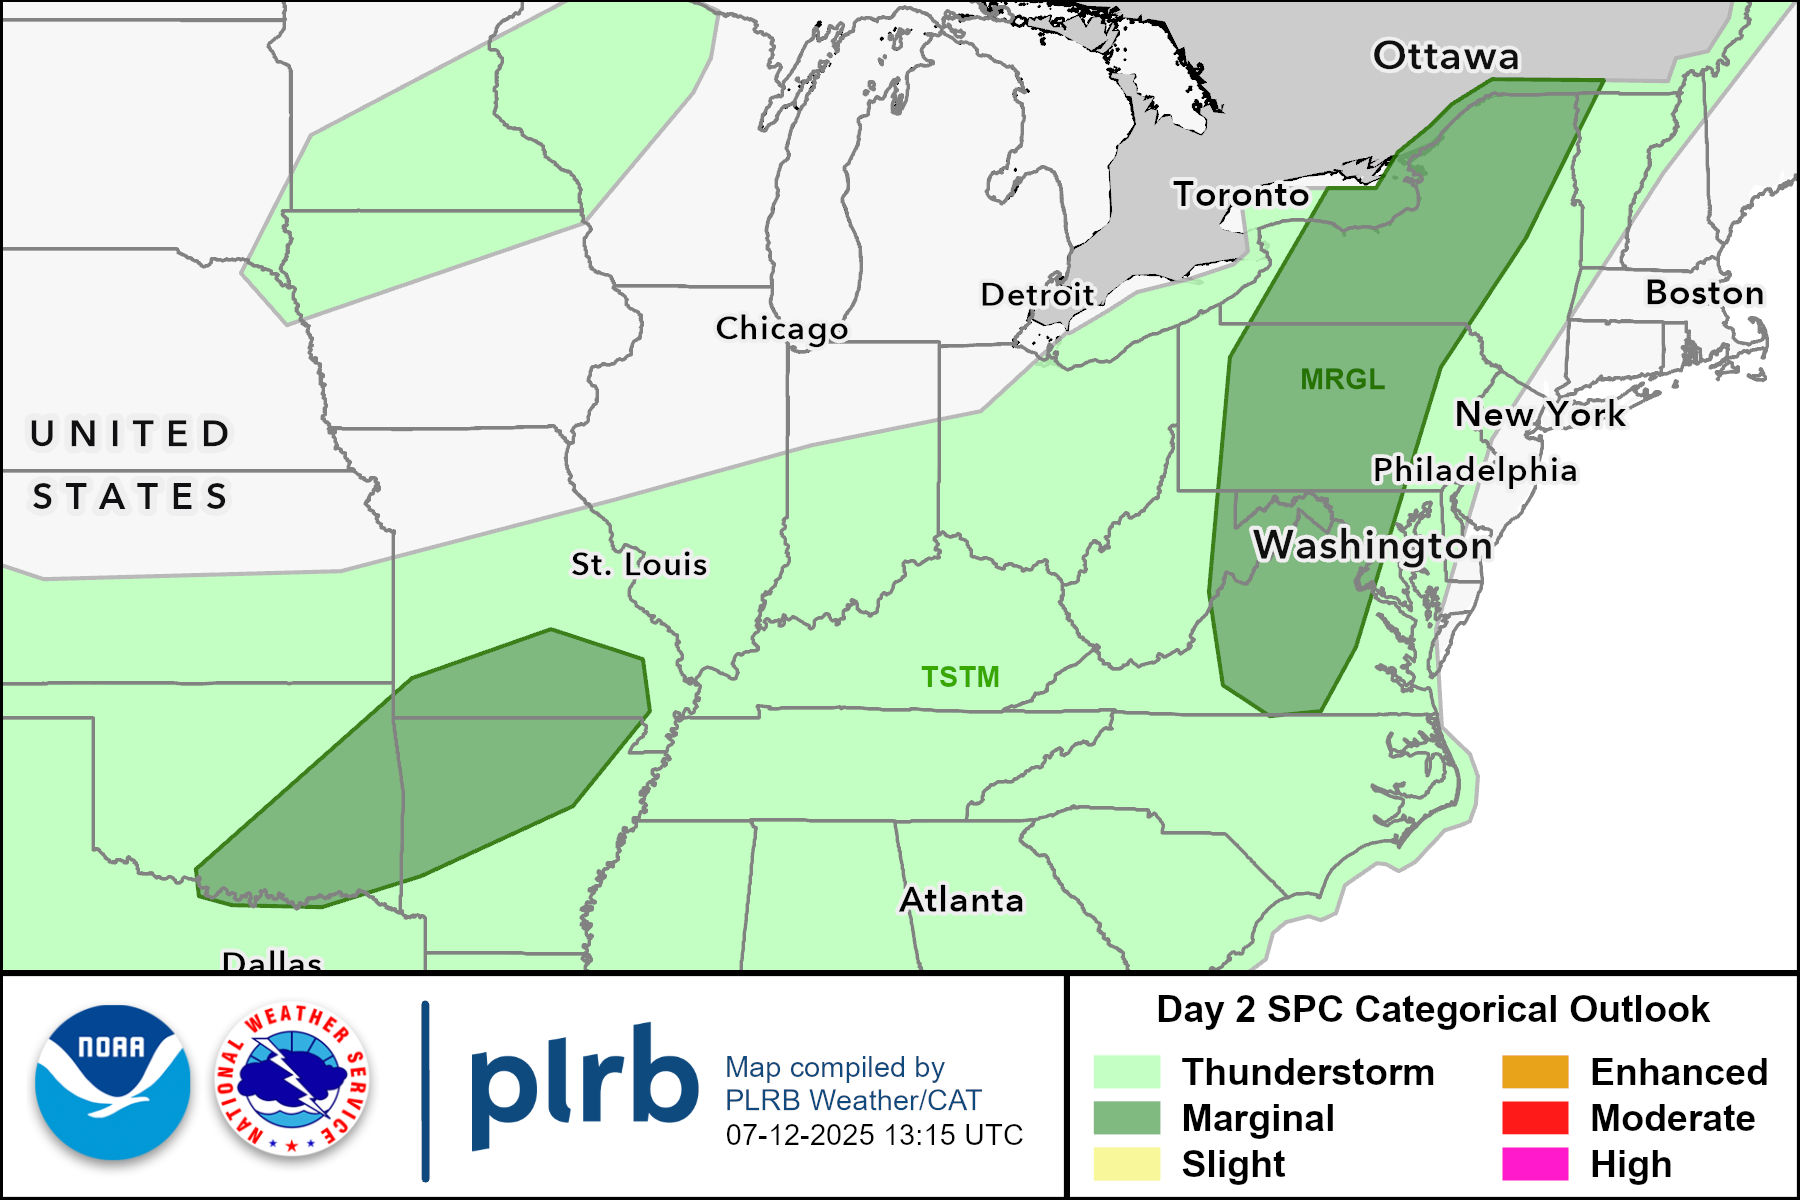 Ottawa
Toronto
Detroit
Boston
Chicago
MRGL
New York
UNITED
STATES
Philadelphia
Washington
St. Louis
TSTM
Atlanta
Dallas
NOAA
NATIONAL WEATHER SERVICE
plrb
Map compiled by
PLRB Weather/CAT
07-12-2025 13:15 UTC
Day 2 SPC Categorical Outlook
Thunderstorm
Marginal
Slight
Enhanced
Moderate
High